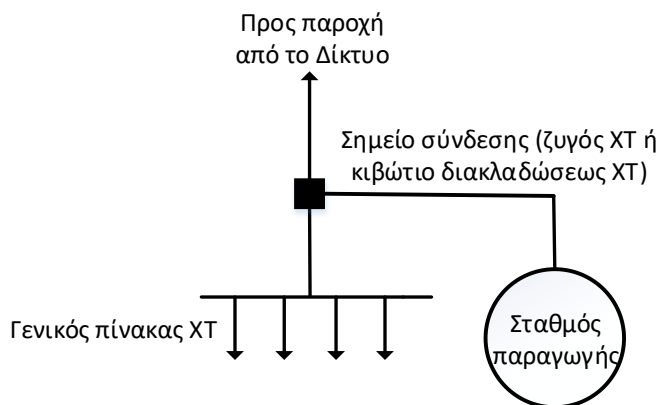 Προς παροχή
από το Δίκτυο
Σημείο σύνδεσης (ζυγός ΧΤ ή
κιβώτιο διακλαδώσεως ΧΤ)
Γενικός πίνακας ΧΤ
Σταθμός
παραγωγής